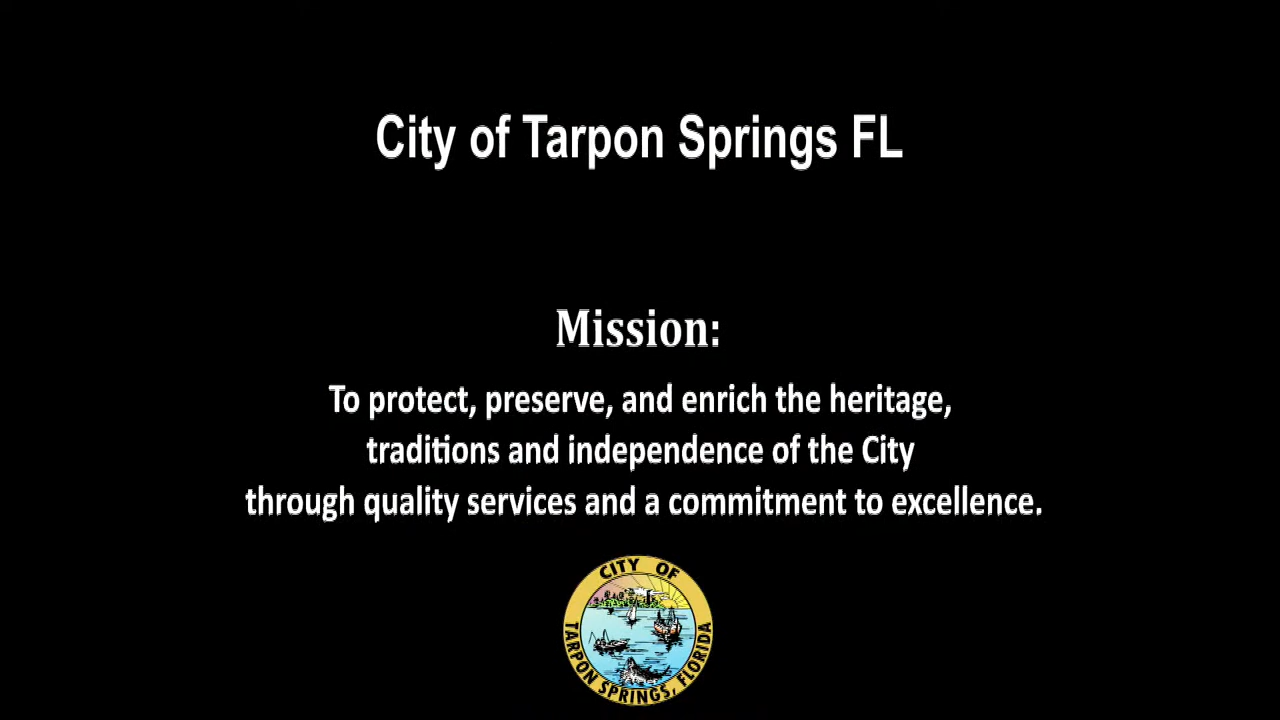 City of Tarpon Springs FL
Mission:
To protect, preserve, and enrich the heritage,
traditions and independence of the City
through quality services and a commitment to excellence.
CITY OF
TARPON SPRINGS, FLORIDA